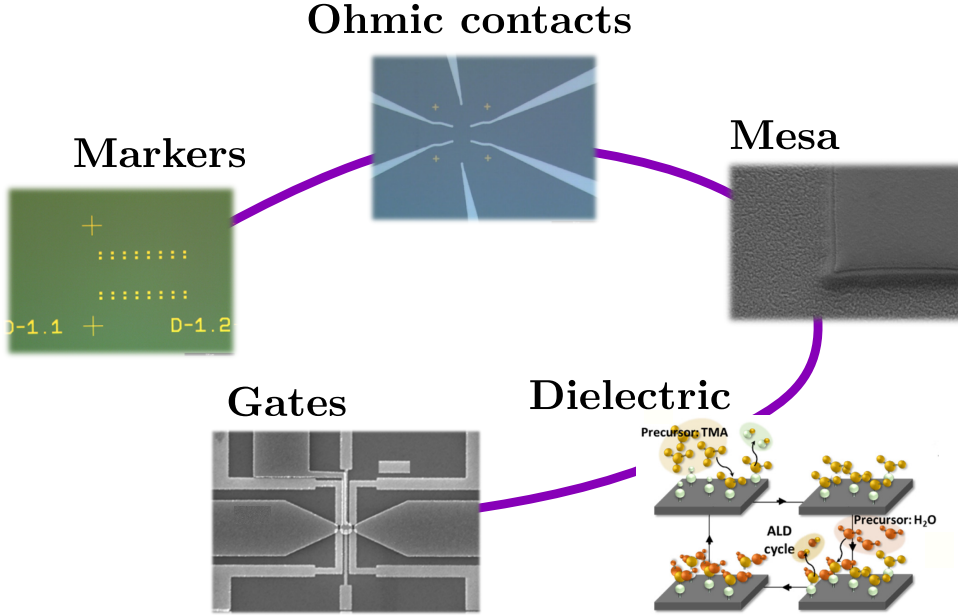 Ohmic contacts
Markers
Mesa
D-1.1
D-1.2
Gates
Dielectric
Precursor: TMA
Precursor: H₂O
ALD
cycle